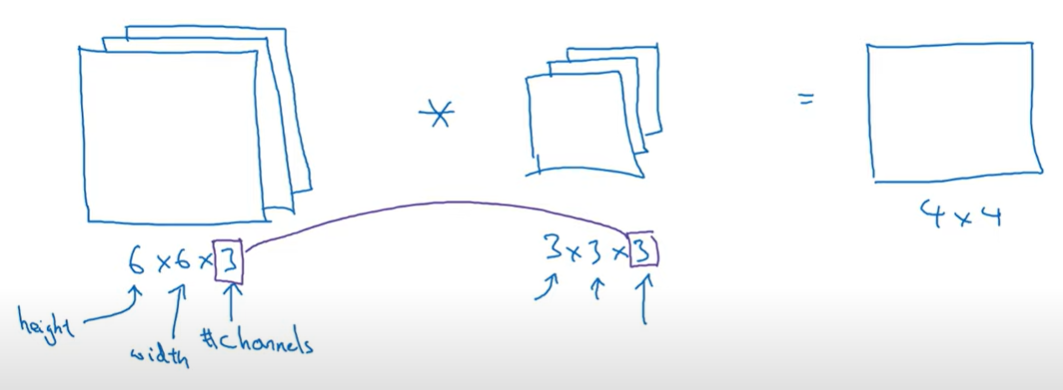 * =
4 x 4
6 x 6 x 3
3 x 3 x 3
height
width
#channels